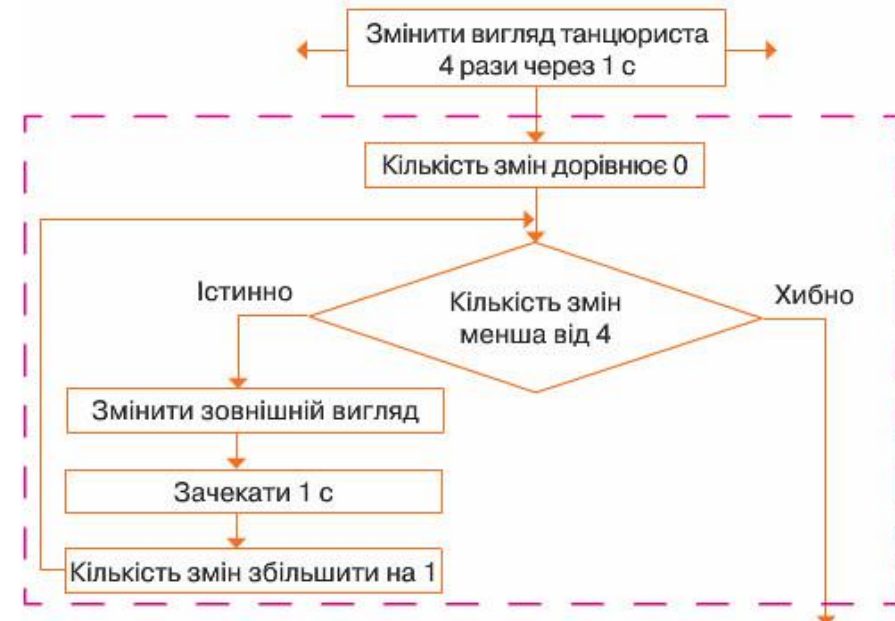 Змінити вигляд танцюриста
4 рази через 1 с
Кількість змін дорівнює 0
Істинно
Кількість змін
менша від 4
Хибно
Змінити зовнішній вигляд
Зачекати 1 с
Кількість змін збільшити на 1